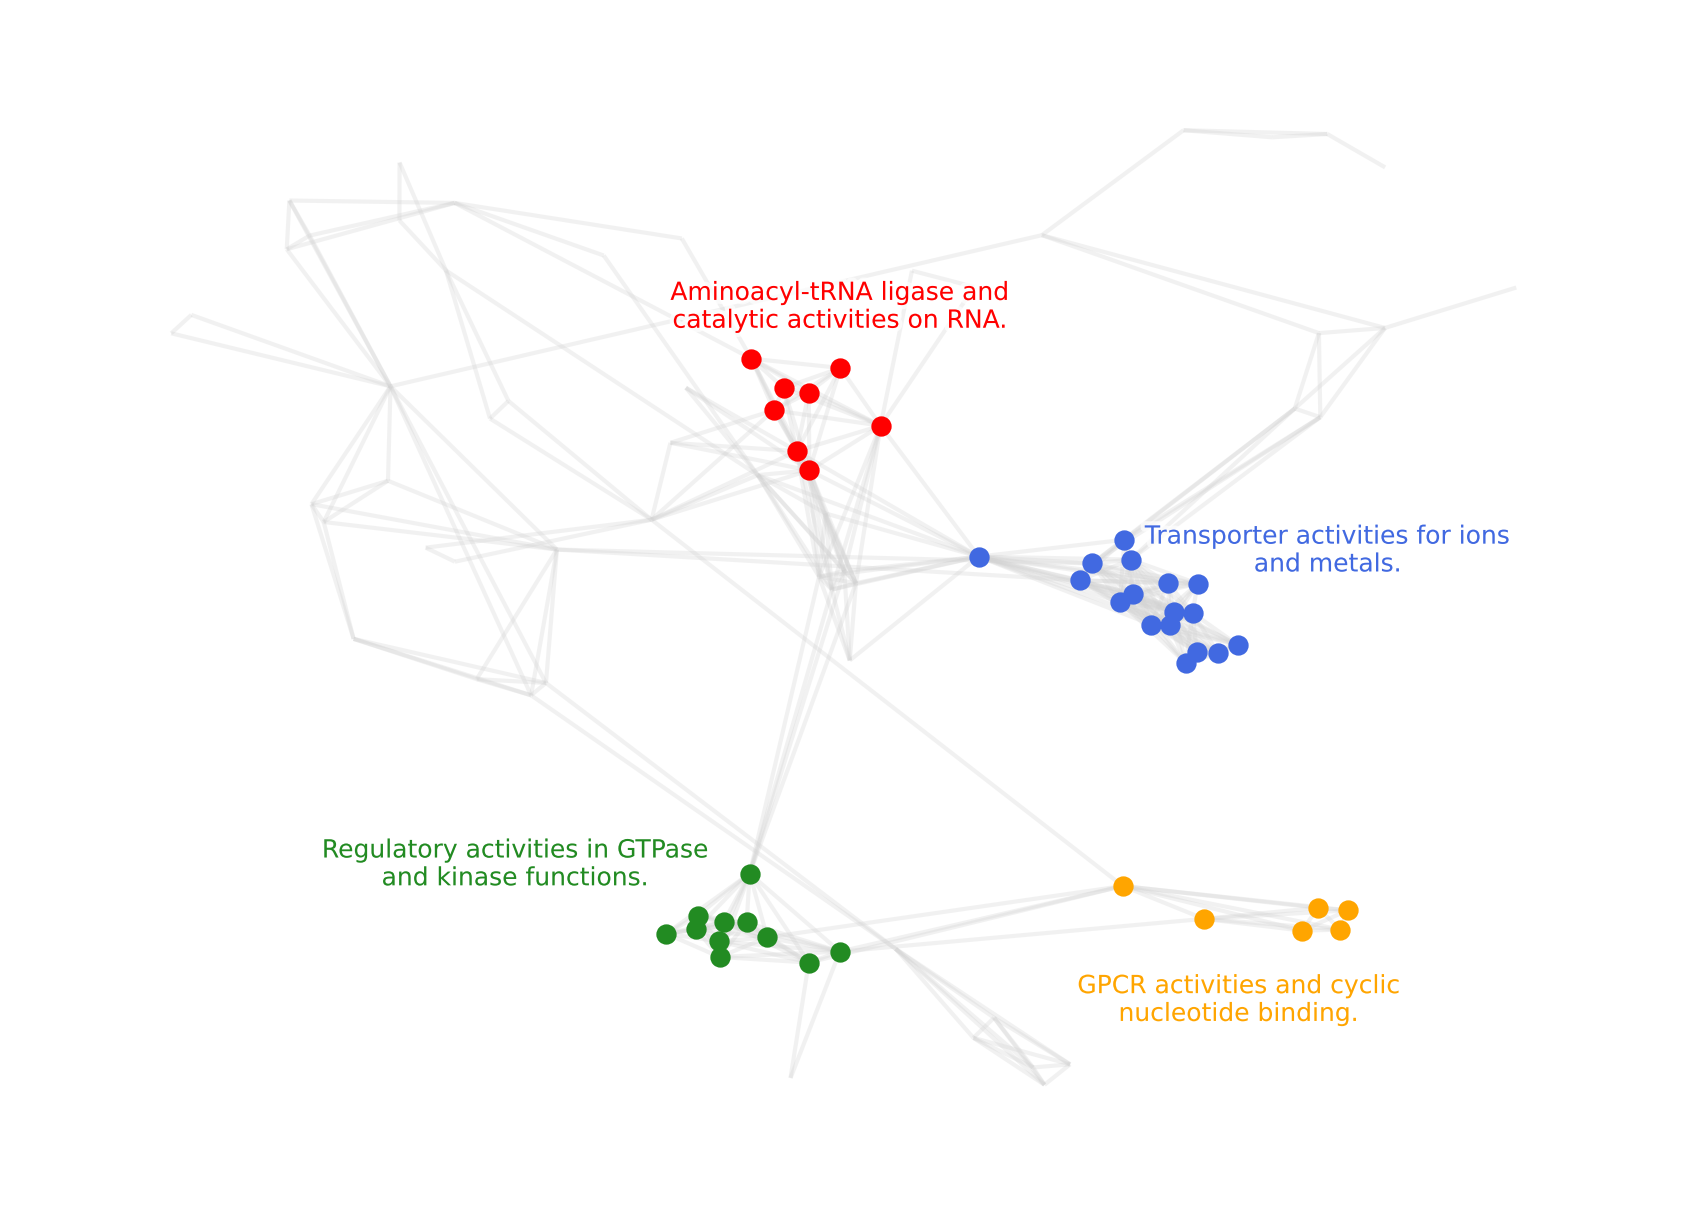 Aminoacyl-tRNA ligase and
catalytic activities on RNA.
Transporter activities for ions
and metals.
Regulatory activities in GTPase
and kinase functions.
GPCR activities and cyclic
nucleotide binding.